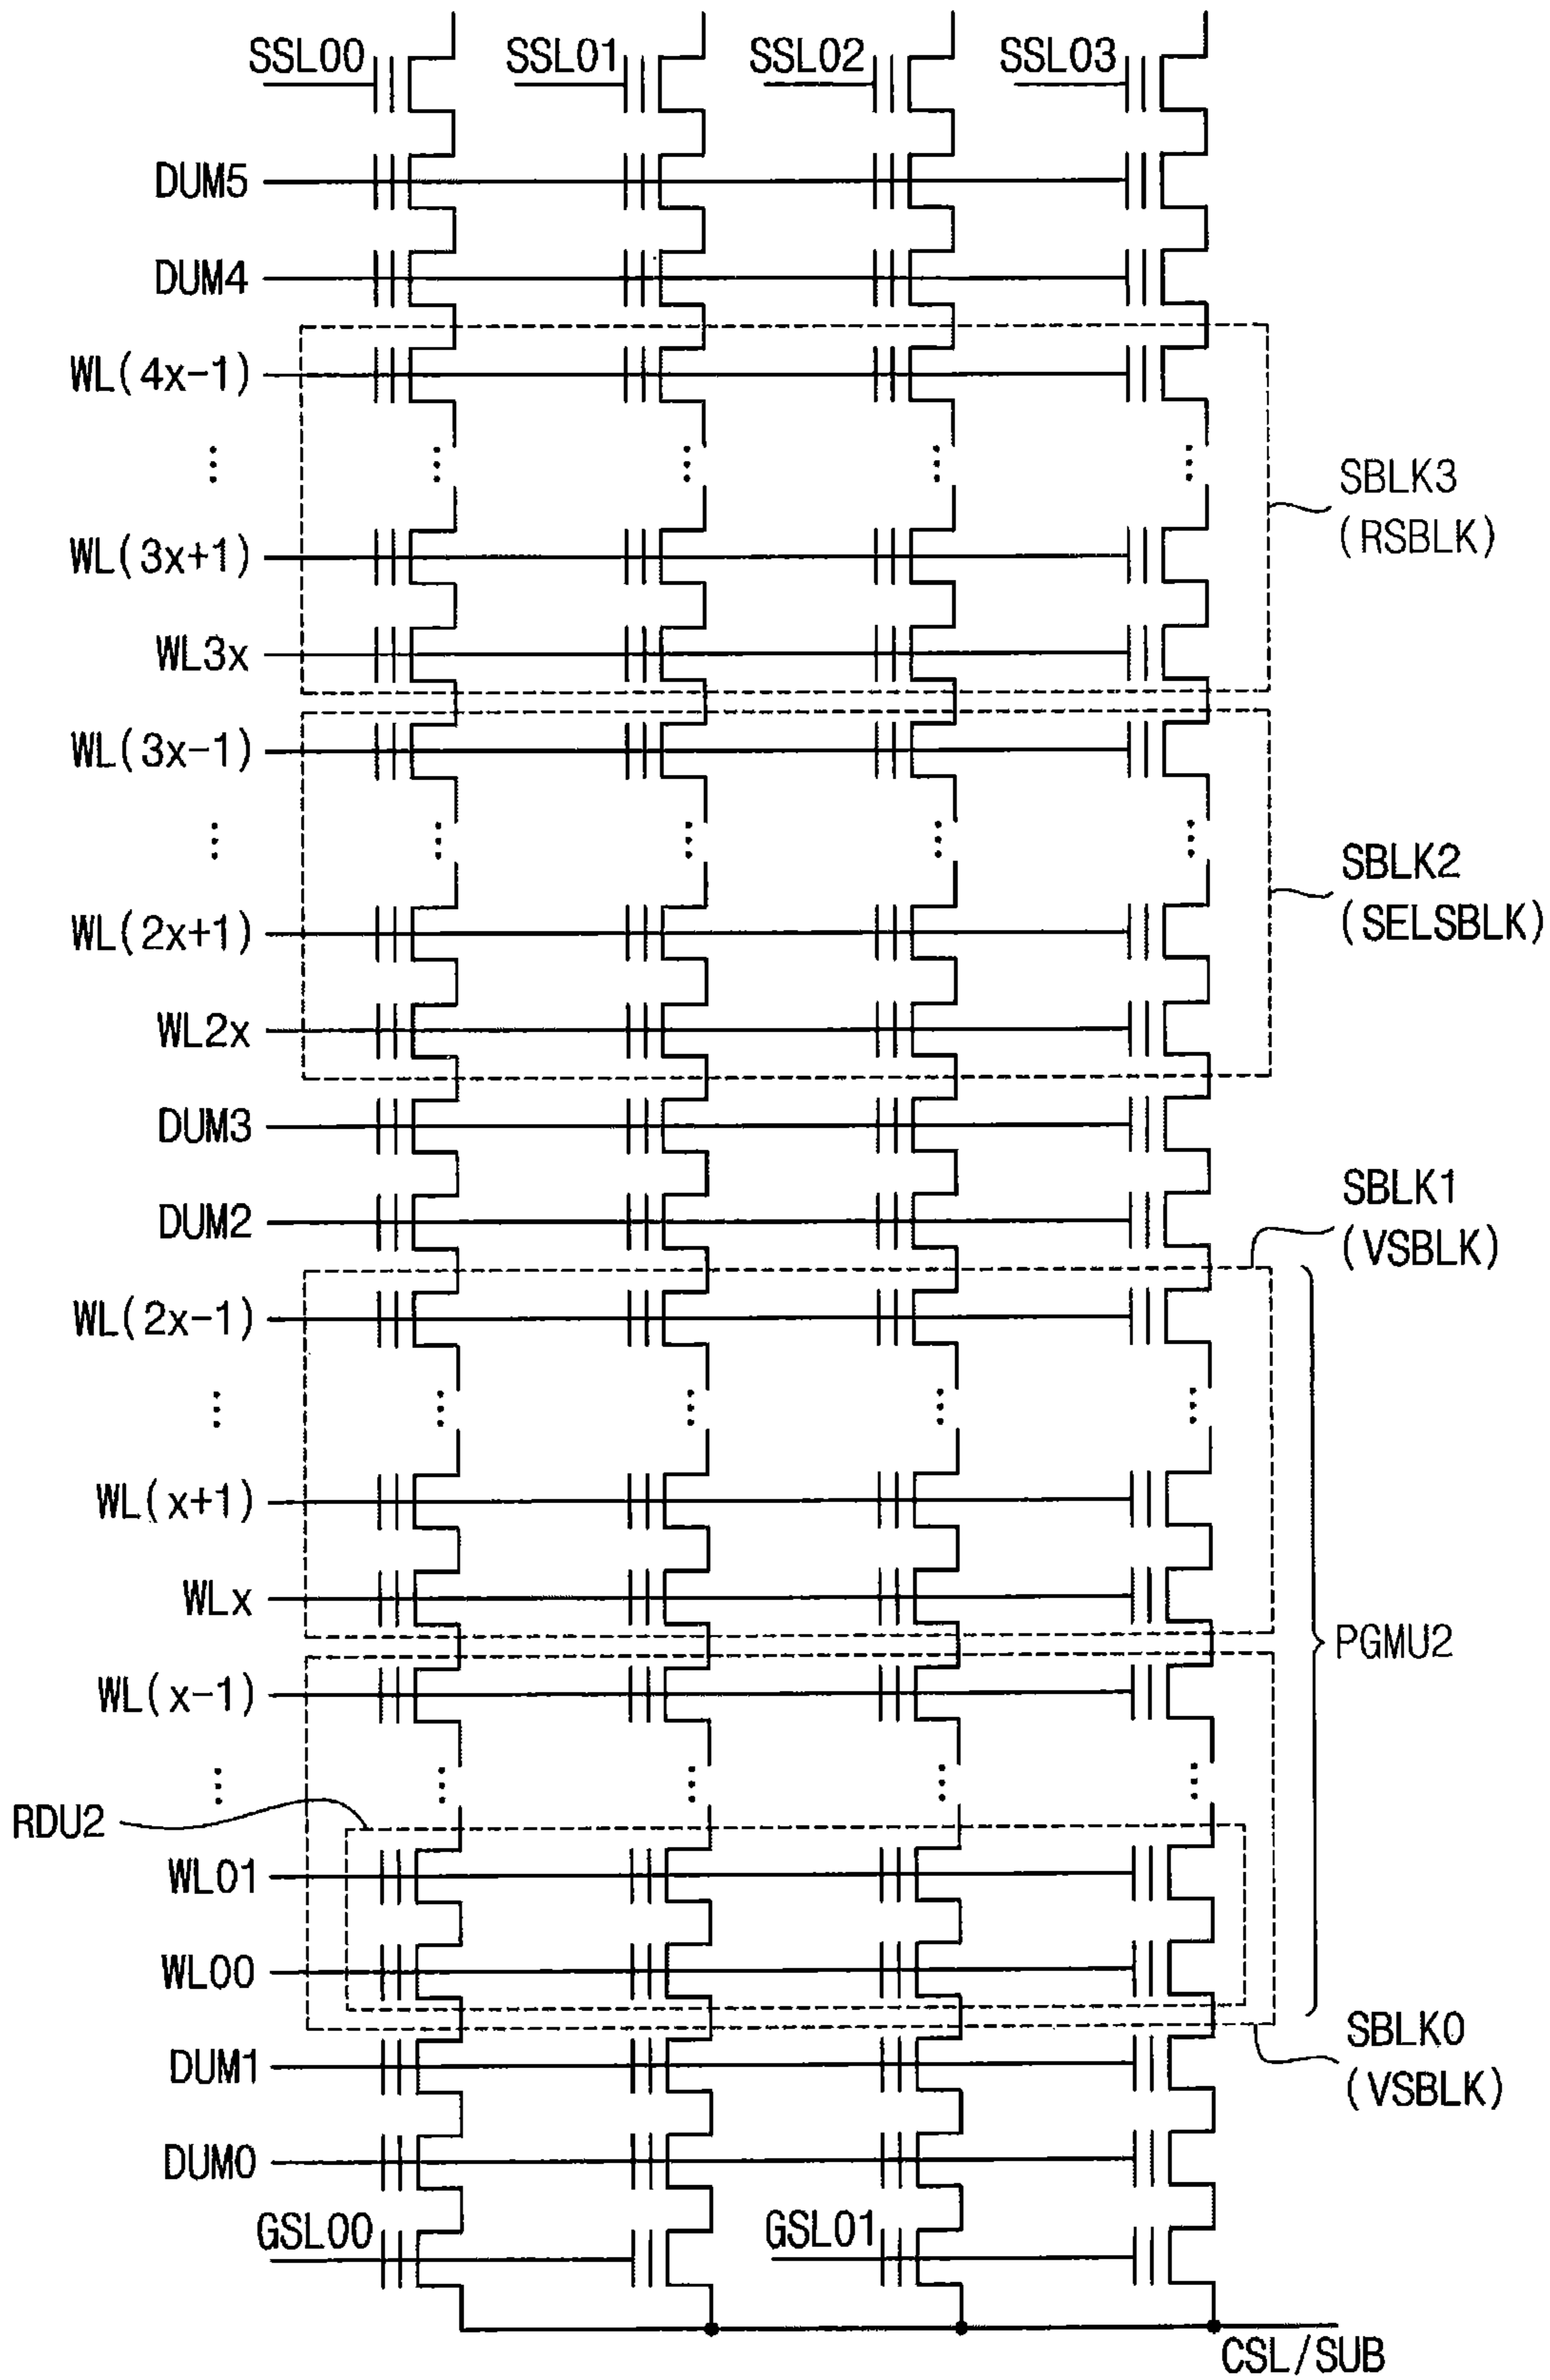 SSL00 SSL01 SSL02 SSL03
DUM5
DUM4
WL(4x-1)
⋮ ⋮ ⋮ ⋮ ⋮
SBLK3
(RSBLK)
WL(3x+1)
WL3x
WL(3x-1)
⋮ ⋮ ⋮ ⋮ ⋮
SBLK2
(SELSBLK)
WL(2x+1)
WL2x
DUM3
SBLK1
(VSBLK)
DUM2
WL(2x-1)
⋮ ⋮ ⋮ ⋮ ⋮
WL(x+1)
WLx
PGMU2
WL(x-1)
⋮ ⋮ ⋮ ⋮ ⋮
RDU2
WL01
WL00
SBLK0
(VSBLK)
DUM1
DUM0
GSL00 GSL01
CSL/SUB